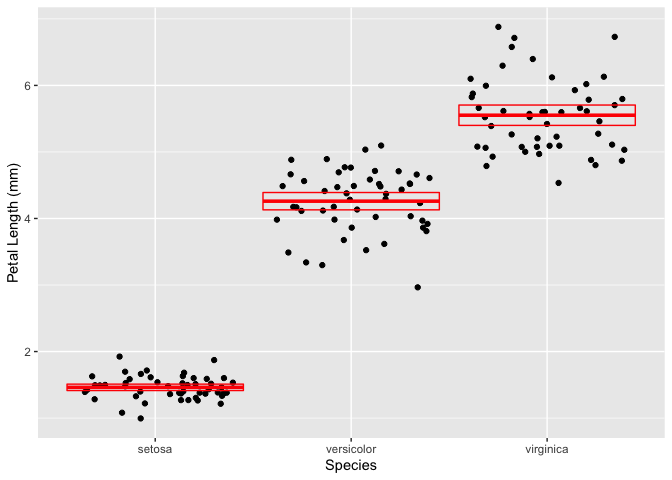 Petal Length (mm)
6
4
2
setosa
versicolor
virginica
Species